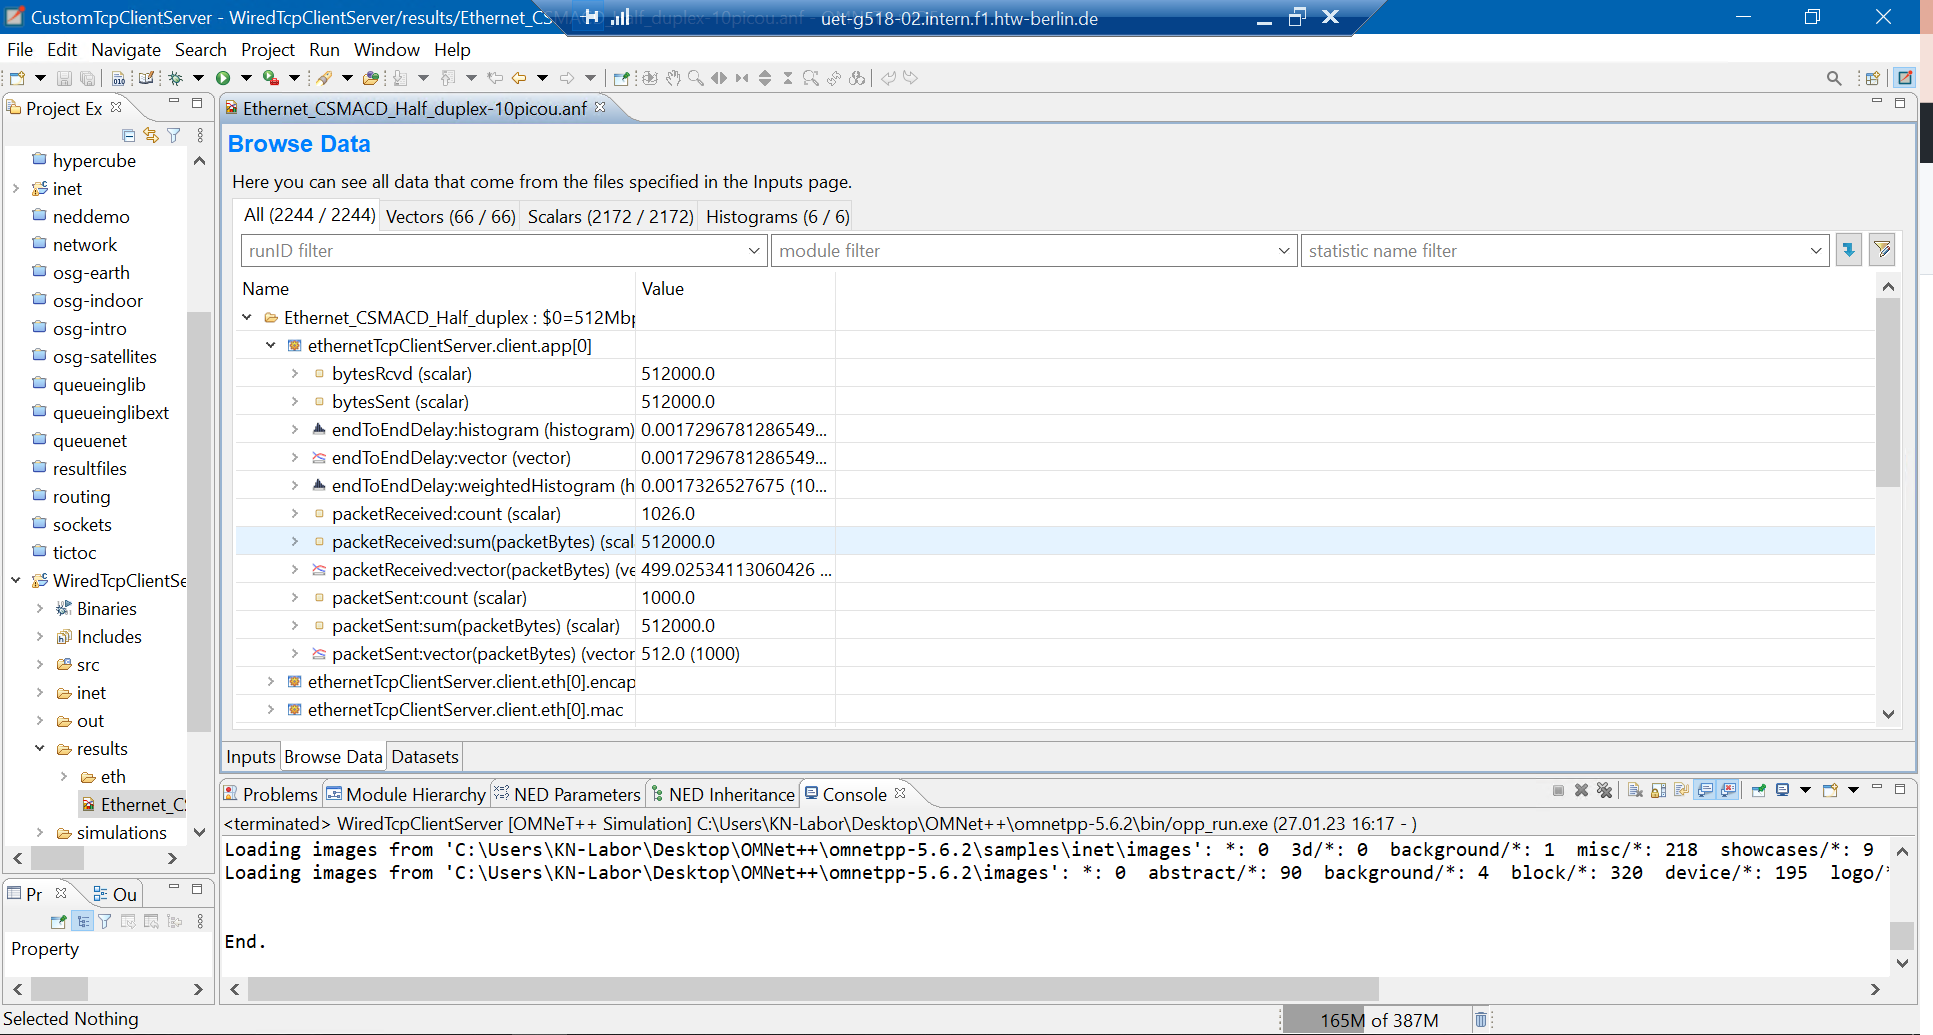 CustomTcpClientServer - WiredTcpClientServer/results/Ethernet_CSMACD_Half_duplex-10picou.anf
uet-g518-02.intern.f1.htw-berlin.de
File Edit Navigate Search Project Run Window Help
Project Ex
Ethernet_CSMACD_Half_duplex-10picou.anf
hypercube
inet
neddemo
network
osg-earth
osg-indoor
osg-intro
osg-satellites
queueinglib
queueinglibext
queuenet
resultfiles
routing
sockets
tictoc
WiredTcpClientSe
Binaries
Includes
src
inet
out
results
eth
Ethernet_CS
simulations
Browse Data
Here you can see all data that come from the files specified in the Inputs page.
All (2244 / 2244) Vectors (66 / 66) Scalars (2172 / 2172) Histograms (6 / 6)
runID filter module filter statistic name filter
Name Value
Ethernet_CSMACD_Half_duplex : $0=512Mbp
ethernetTcpClientServer.client.app[0]
bytesRcvd (scalar) 512000.0
bytesSent (scalar) 512000.0
endToEndDelay:histogram (histogram) 0.0017296781286549...
endToEndDelay:vector (vector) 0.0017296781286549...
endToEndDelay:weightedHistogram (h 0.0017326527675 (10...
packetReceived:count (scalar) 1026.0
packetReceived:sum(packetBytes) (scal 512000.0
packetReceived:vector(packetBytes) (ve 499.02534113060426 ...
packetSent:count (scalar) 1000.0
packetSent:sum(packetBytes) (scalar) 512000.0
packetSent:vector(packetBytes) (vector 512.0 (1000)
ethernetTcpClientServer.client.eth[0].encap
ethernetTcpClientServer.client.eth[0].mac
Inputs Browse Data Datasets
Problems Module Hierarchy NED Parameters NED Inheritance Console
<terminated> WiredTcpClientServer [OMNeT++ Simulation] C:\Users\KN-Labor\Desktop\OMNet++\omnetpp-5.6.2\bin/opp_run.exe (27.01.23 16:17 - )
Loading images from 'C:\Users\KN-Labor\Desktop\OMNet++\omnetpp-5.6.2\samples\inet\images': *: 0 3d/*: 0 background/*: 1 misc/*: 218 showcases/*: 9
Loading images from 'C:\Users\KN-Labor\Desktop\OMNet++\omnetpp-5.6.2\images': *: 0 abstract/*: 90 background/*: 4 block/*: 320 device/*: 195 logo/*
End.
Pr Ou
Property
Selected Nothing
165M of 387M